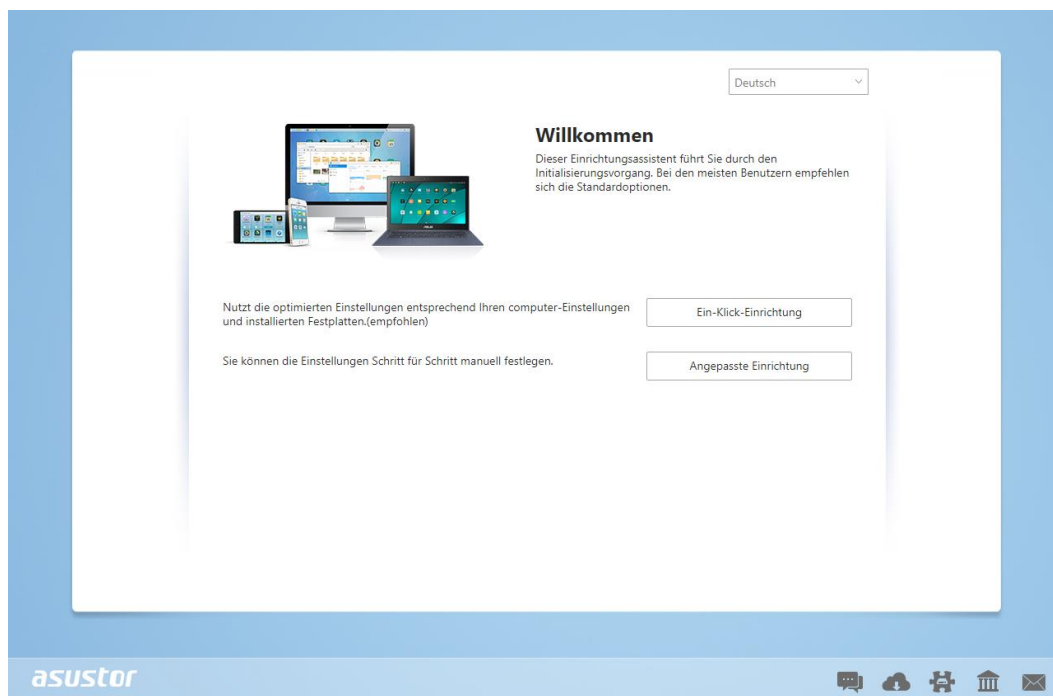 Deutsch
Willkommen
Dieser Einrichtungsassistent führt Sie durch den
Initialisierungsvorgang. Bei den meisten Benutzern empfehlen
sich die Standardoptionen.
Nutzt die optimierten Einstellungen entsprechend Ihren computer-Einstellungen
und installierten Festplatten.(empfohlen)
Ein-Klick-Einrichtung
Sie können die Einstellungen Schritt für Schritt manuell festlegen.
Angepasste Einrichtung
asustor